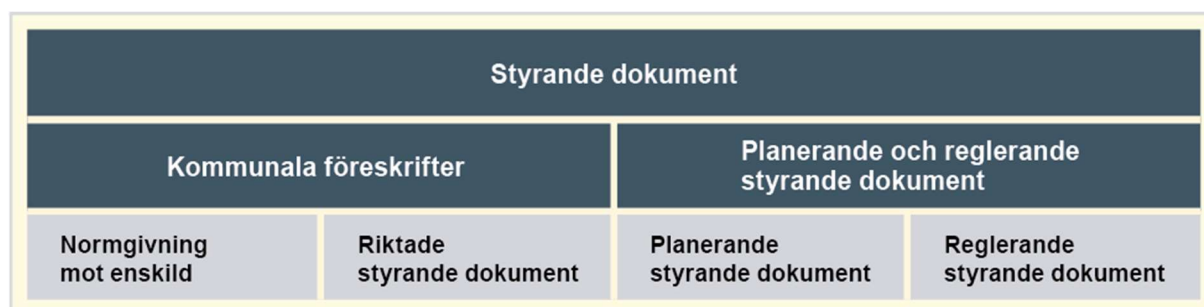 Styrande dokument
Kommunala föreskrifter
Planerande och reglerande
styrande dokument
Normgivning
mot enskild
Riktade
styrande dokument
Planerande
styrande dokument
Reglerande
styrande dokument